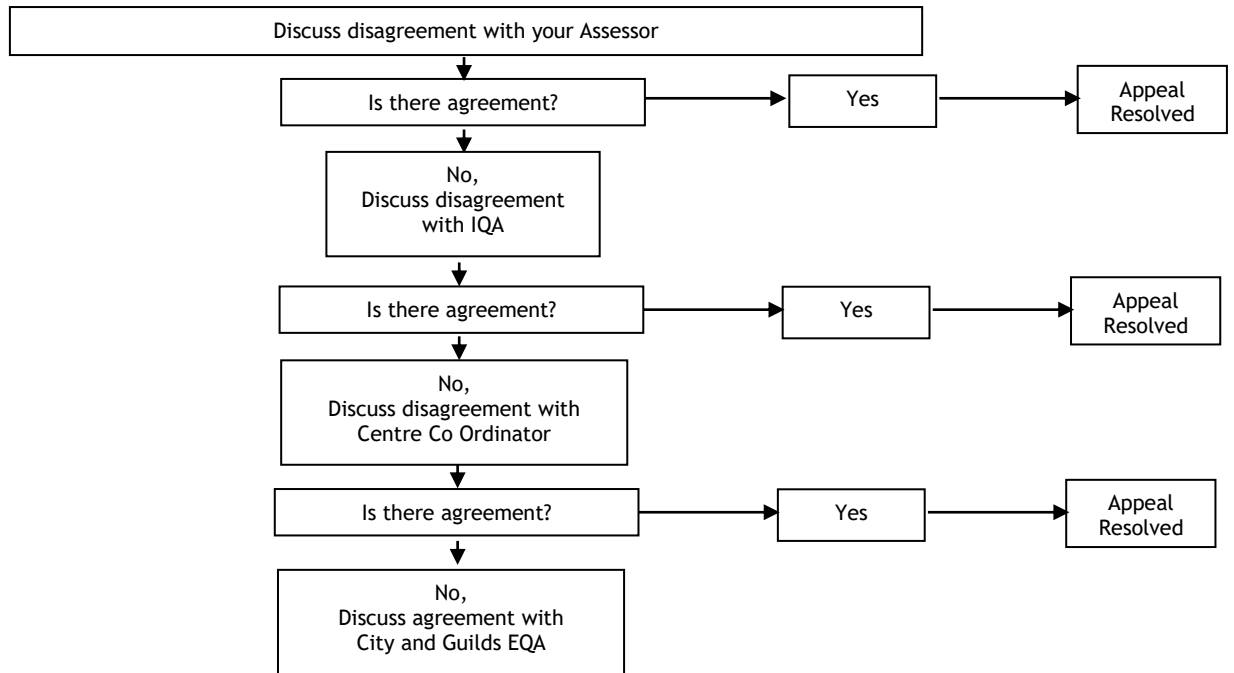 Discuss disagreement with your Assessor
Is there agreement?
Yes
Appeal
Resolved
No,
Discuss disagreement
with IQA
Is there agreement?
Yes
Appeal
Resolved
No,
Discuss disagreement with
Centre Co Ordinator
Is there agreement?
Yes
Appeal
Resolved
No,
Discuss agreement with
City and Guilds EQA